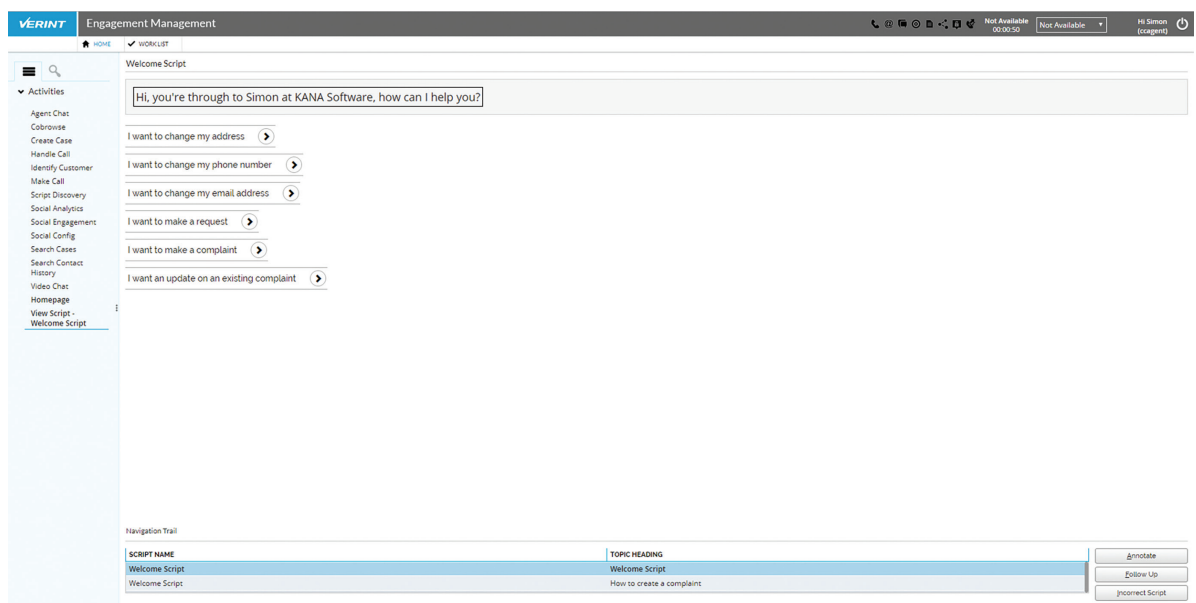 VERINT
Engagement Management
Not Available
00:00:50
Not Available
Hi Simon
(ccagent)
HOME
WORKLIST
Activities
Agent Chat
Cobrowse
Create Case
Handle Call
Identify Customer
Make Call
Script Discovery
Social Analytics
Social Engagement
Social Config
Search Cases
Search Contact
History
Video Chat
Homepage
View Script -
Welcome Script
Welcome Script
Hi, you're through to Simon at KANA Software, how can I help you?
I want to change my address
I want to change my phone number
I want to change my email address
I want to make a request
I want to make a complaint
I want an update on an existing complaint
Navigation Trail
SCRIPT NAME TOPIC HEADING
Welcome Script Welcome Script
Welcome Script How to create a complaint
Annotate
Follow Up
Incorrect Script